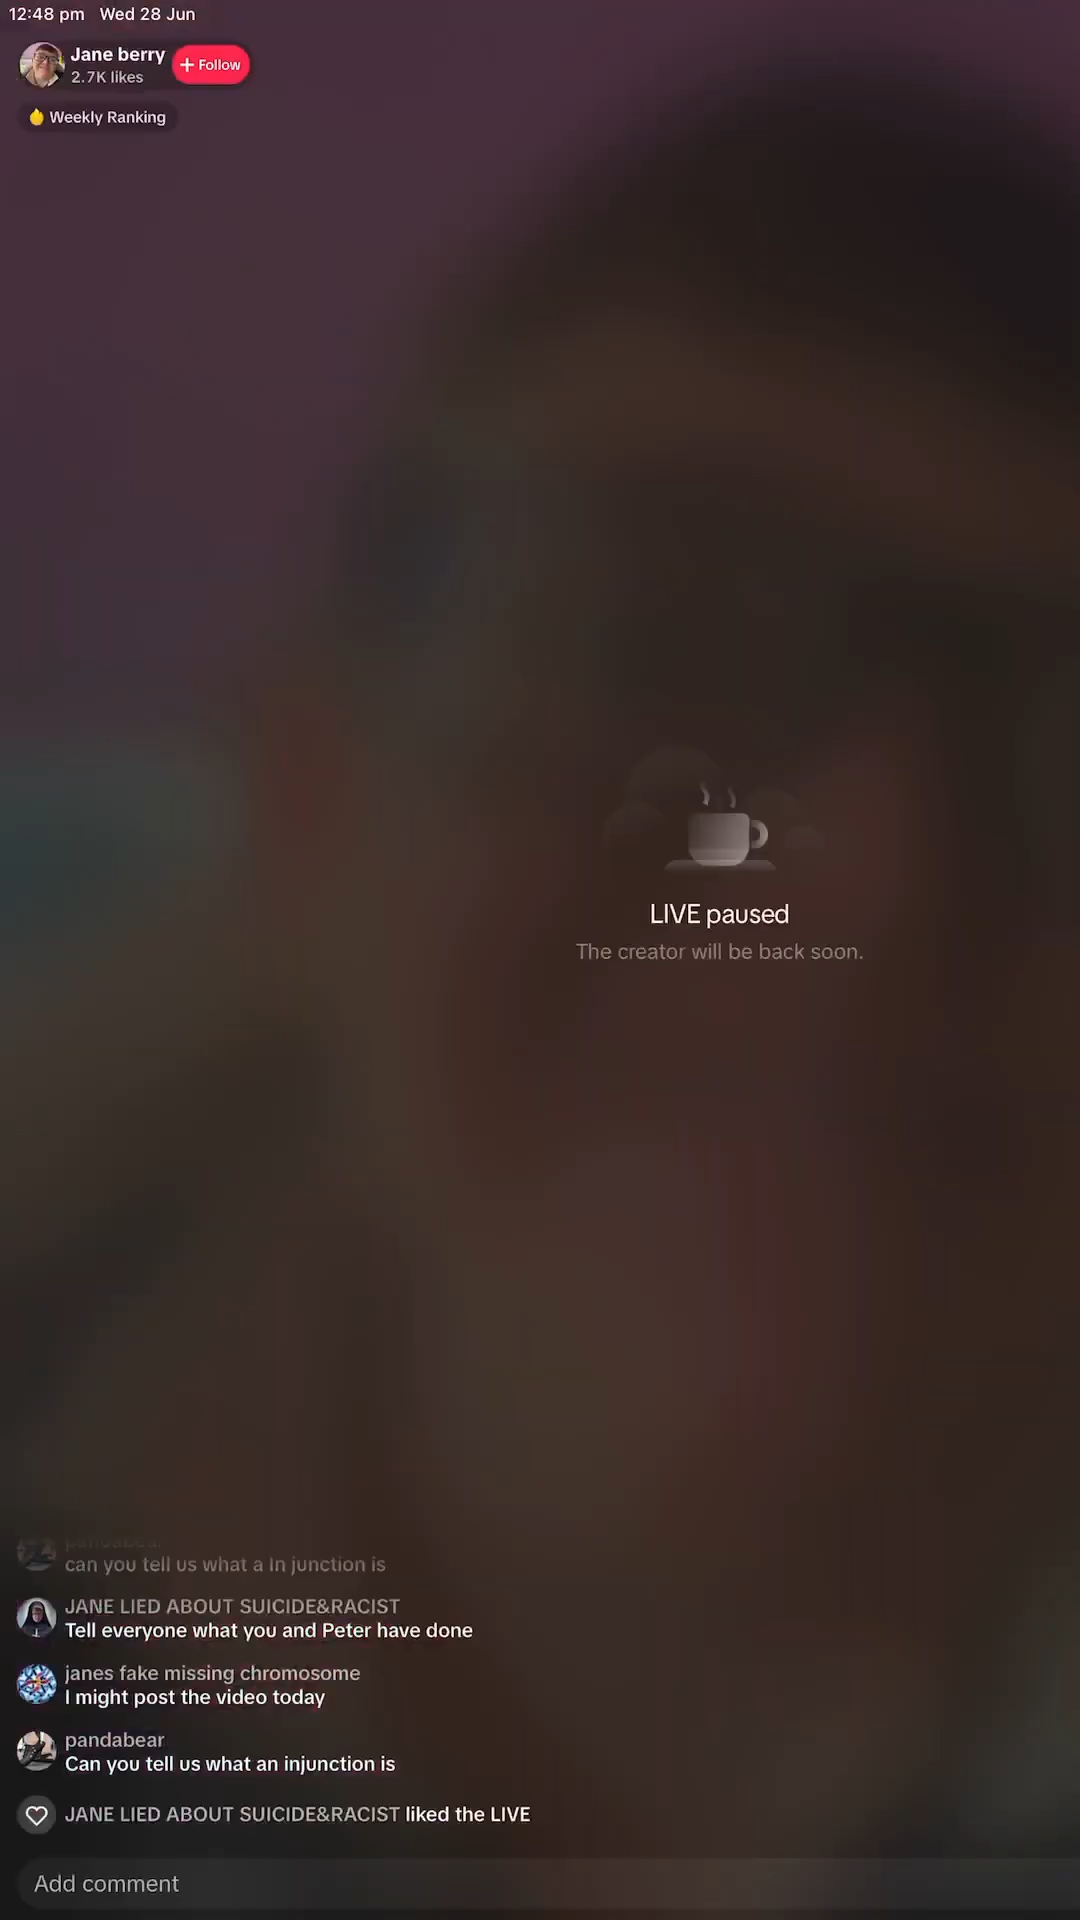 12:48 pm Wed 28 Jun
Jane berry
2.7K likes
+ Follow
Weekly Ranking
LIVE paused
The creator will be back soon.
pandabear
can you tell us what a In junction is
JANE LIED ABOUT SUICIDE&RACIST
Tell everyone what you and Peter have done
janes fake missing chromosome
I might post the video today
pandabear
Can you tell us what an injunction is
JANE LIED ABOUT SUICIDE&RACIST liked the LIVE
Add comment